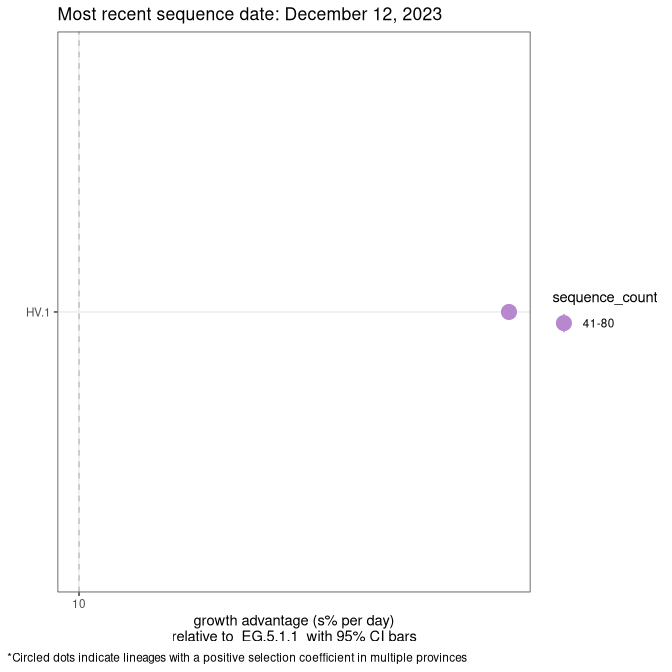 Most recent sequence date: December 12, 2023
HV.1
sequence_count
41-80
10
growth advantage (s% per day)
relative to EG.5.1.1 with 95% CI bars
*Circled dots indicate lineages with a positive selection coefficient in multiple provinces